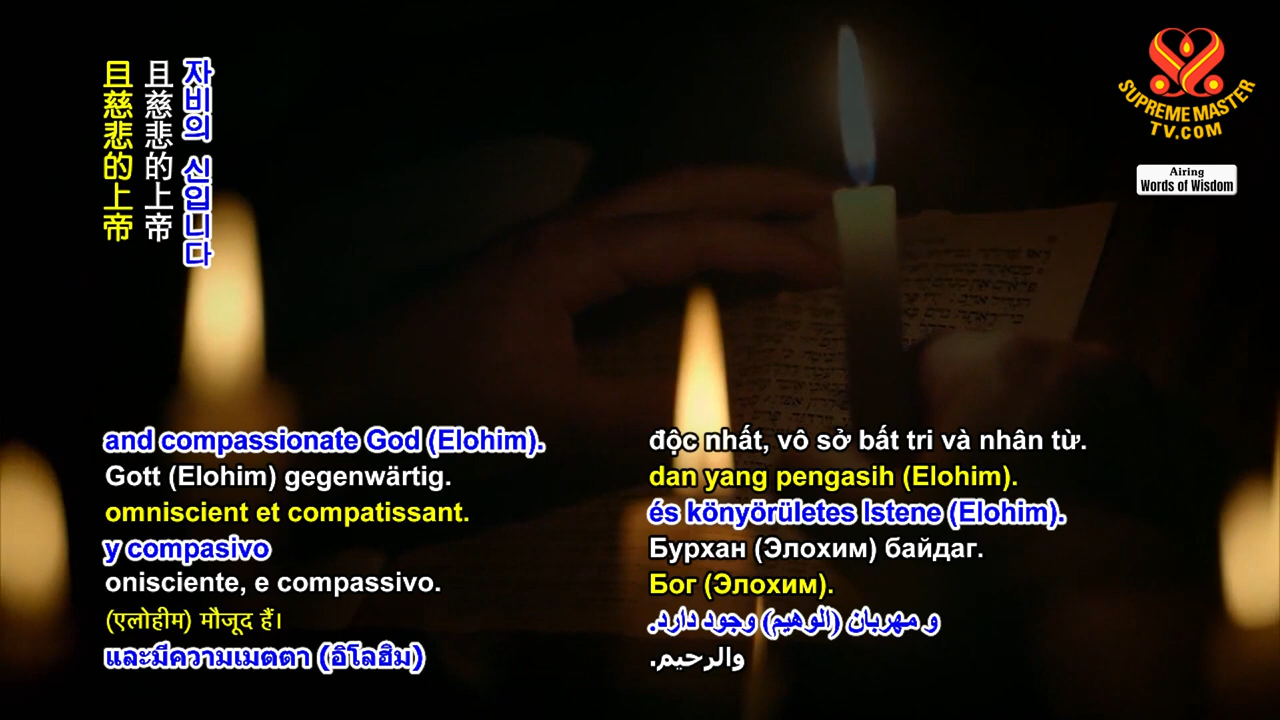 자비의 신입니다
且慈悲的上帝
且慈悲的上帝
SUPREME MASTER
TV.COM
Airing
Words of Wisdom
and compassionate God (Elohim).
Gott (Elohim) gegenwärtig.
omniscient et compatissant.
y compasivo
onisciente, e compassivo.
(एलोहीम) मौजूद हैं।
และมีความเมตตา (อิโลฮิม)
độc nhất, vô sở bất tri và nhân từ.
dan yang pengasih (Elohim).
és könyörületes Istene (Elohim).
Бурхан (Элохим) байдаг.
Бог (Элохим).
و مهربان (الوهیم) وجود دارد.
والرحيم.